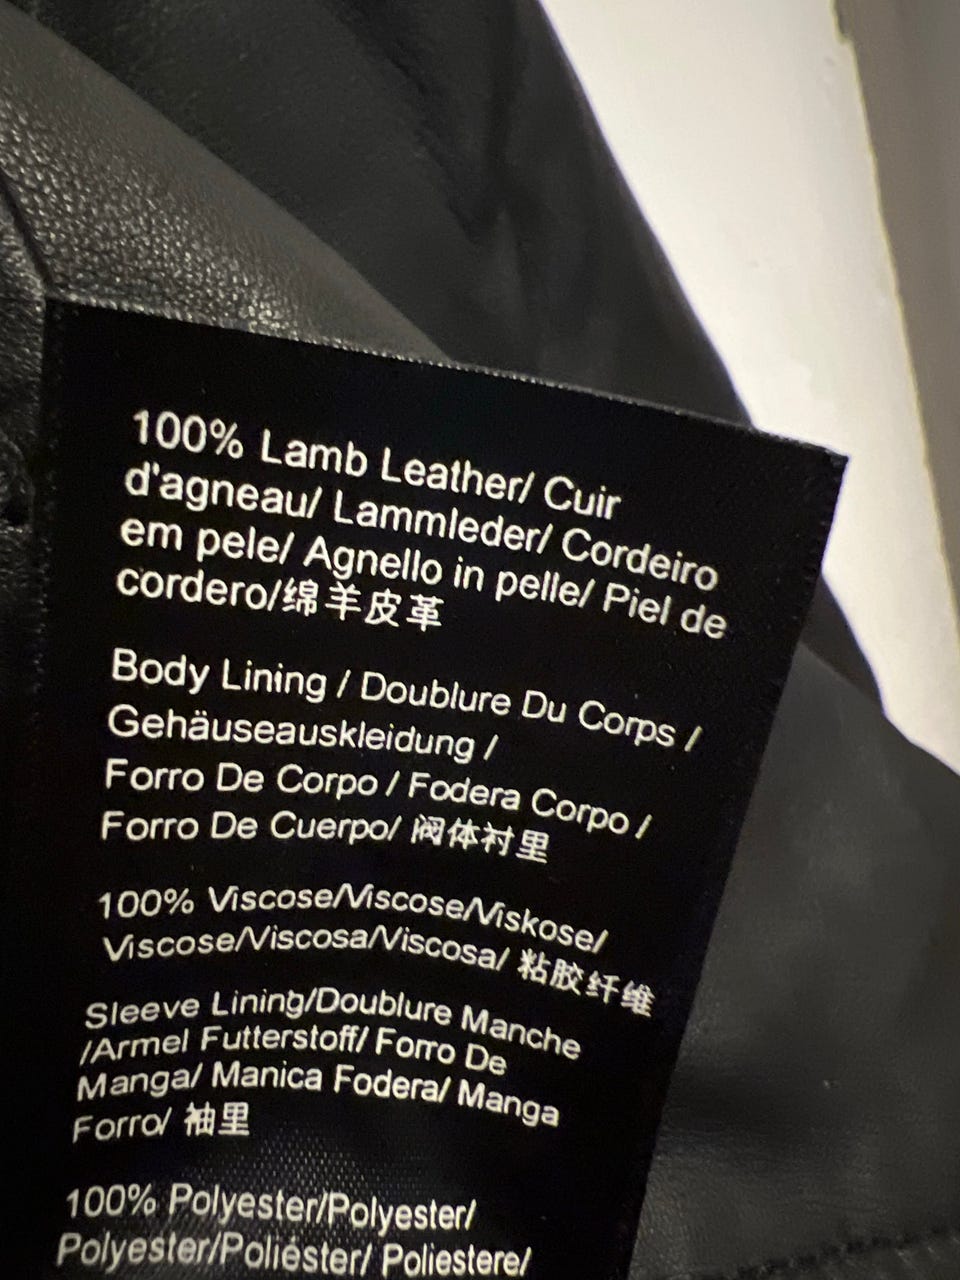 100% Lamb Leather/ Cuir
d'agneau/ Lammleder/ Cordeiro
em pele/ Agnello in pelle/ Piel de
cordero/绵羊皮革
Body Lining / Doublure Du Corps /
Gehäuseauskleidung /
Forro De Corpo / Fodera Corpo /
Forro De Cuerpo/ 阀体衬里
100% Viscose/Viscose/Viskose/
Viscose/Viscosa/Viscosa/ 粘胶纤维
Sleeve Lining/Doublure Manche
/Armel Futterstoff/ Forro De
Manga/ Manica Fodera/ Manga
Forro/ 袖里
100% Polyester/Polyester/
Polyester/Poliéster/ Poliestere/